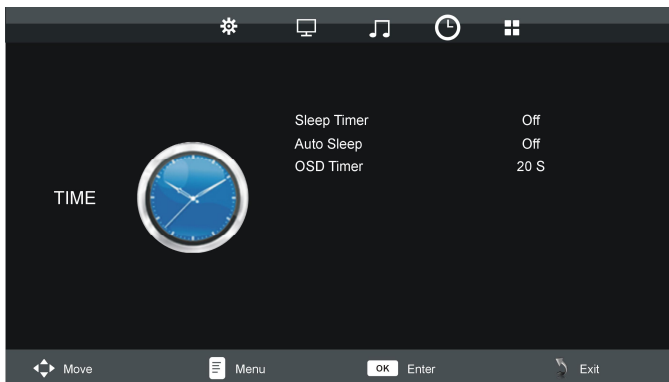 Sleep Timer Off
Auto Sleep Off
OSD Timer 20 S
TIME
Move Menu OK Enter Exit